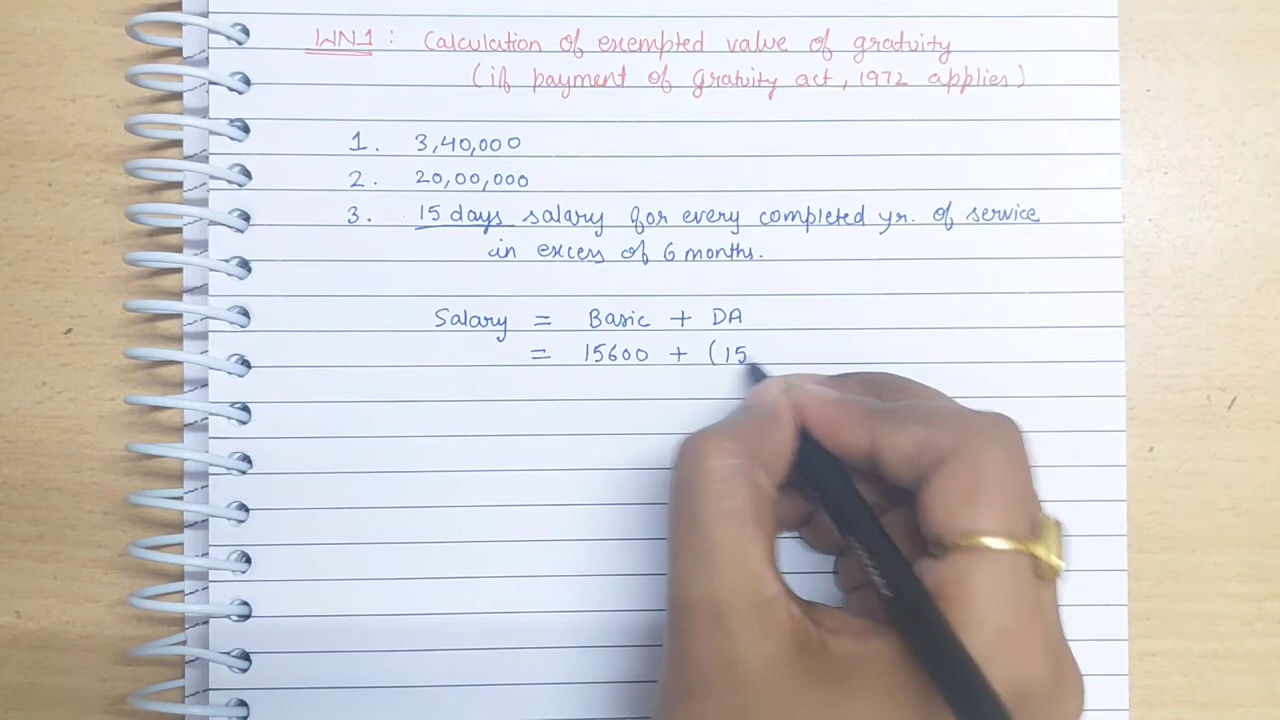 WN1 : Calculation of exempted value of gratuity
(if payment of gratuity act, 1972 applies)
1. 3,40,000
2. 20,00,000
3. 15 days salary for every completed yr. of service
in excess of 6 months.
Salary = Basic + DA
= 15600 + (15